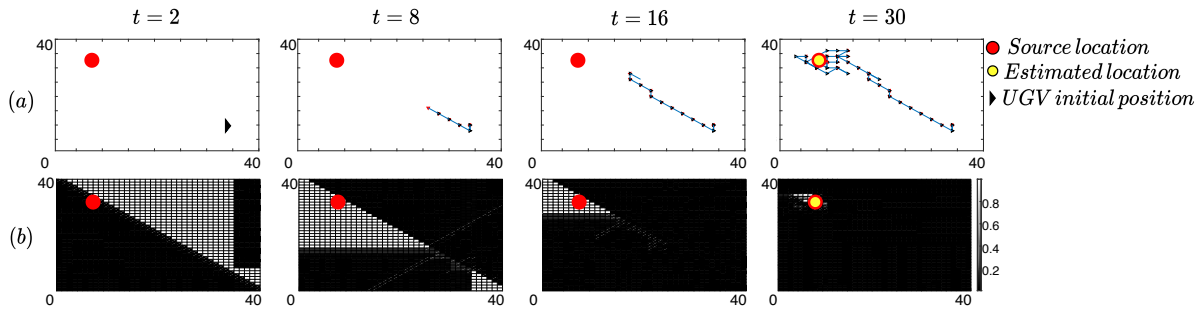 t = 2 t = 8 t = 16 t = 30
40 40 40 40
Source location
Estimated location
(a)
UGV initial position
0 0 0 0
40 40 40 40
40 40 40 40
0.8
(b)
0.6
0.4
0.2
0 0 0 0
40 40 40 40